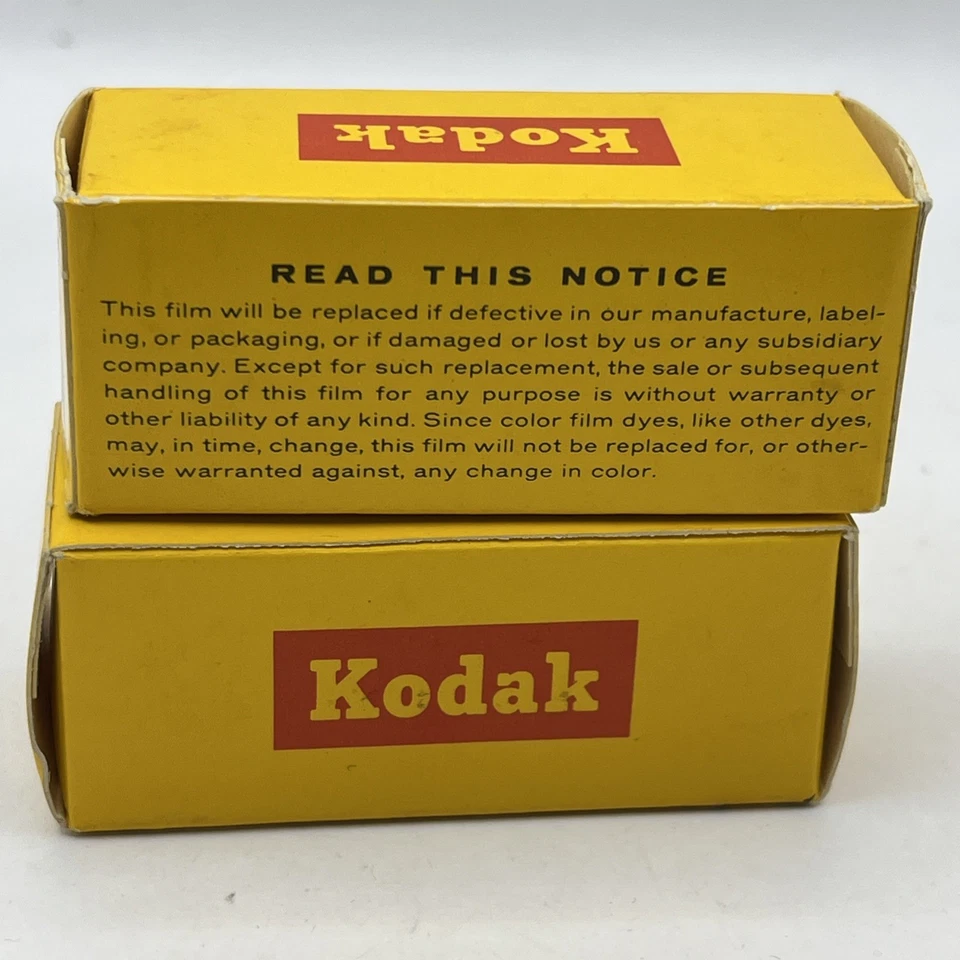 Kodak
READ THIS NOTICE
This film will be replaced if defective in our manufacture, label-
ing, or packaging, or if damaged or lost by us or any subsidiary
company. Except for such replacement, the sale or subsequent
handling of this film for any purpose is without warranty or
other liability of any kind. Since color film dyes, like other dyes,
may, in time, change, this film will not be replaced for, or other-
wise warranted against, any change in color.
Kodak